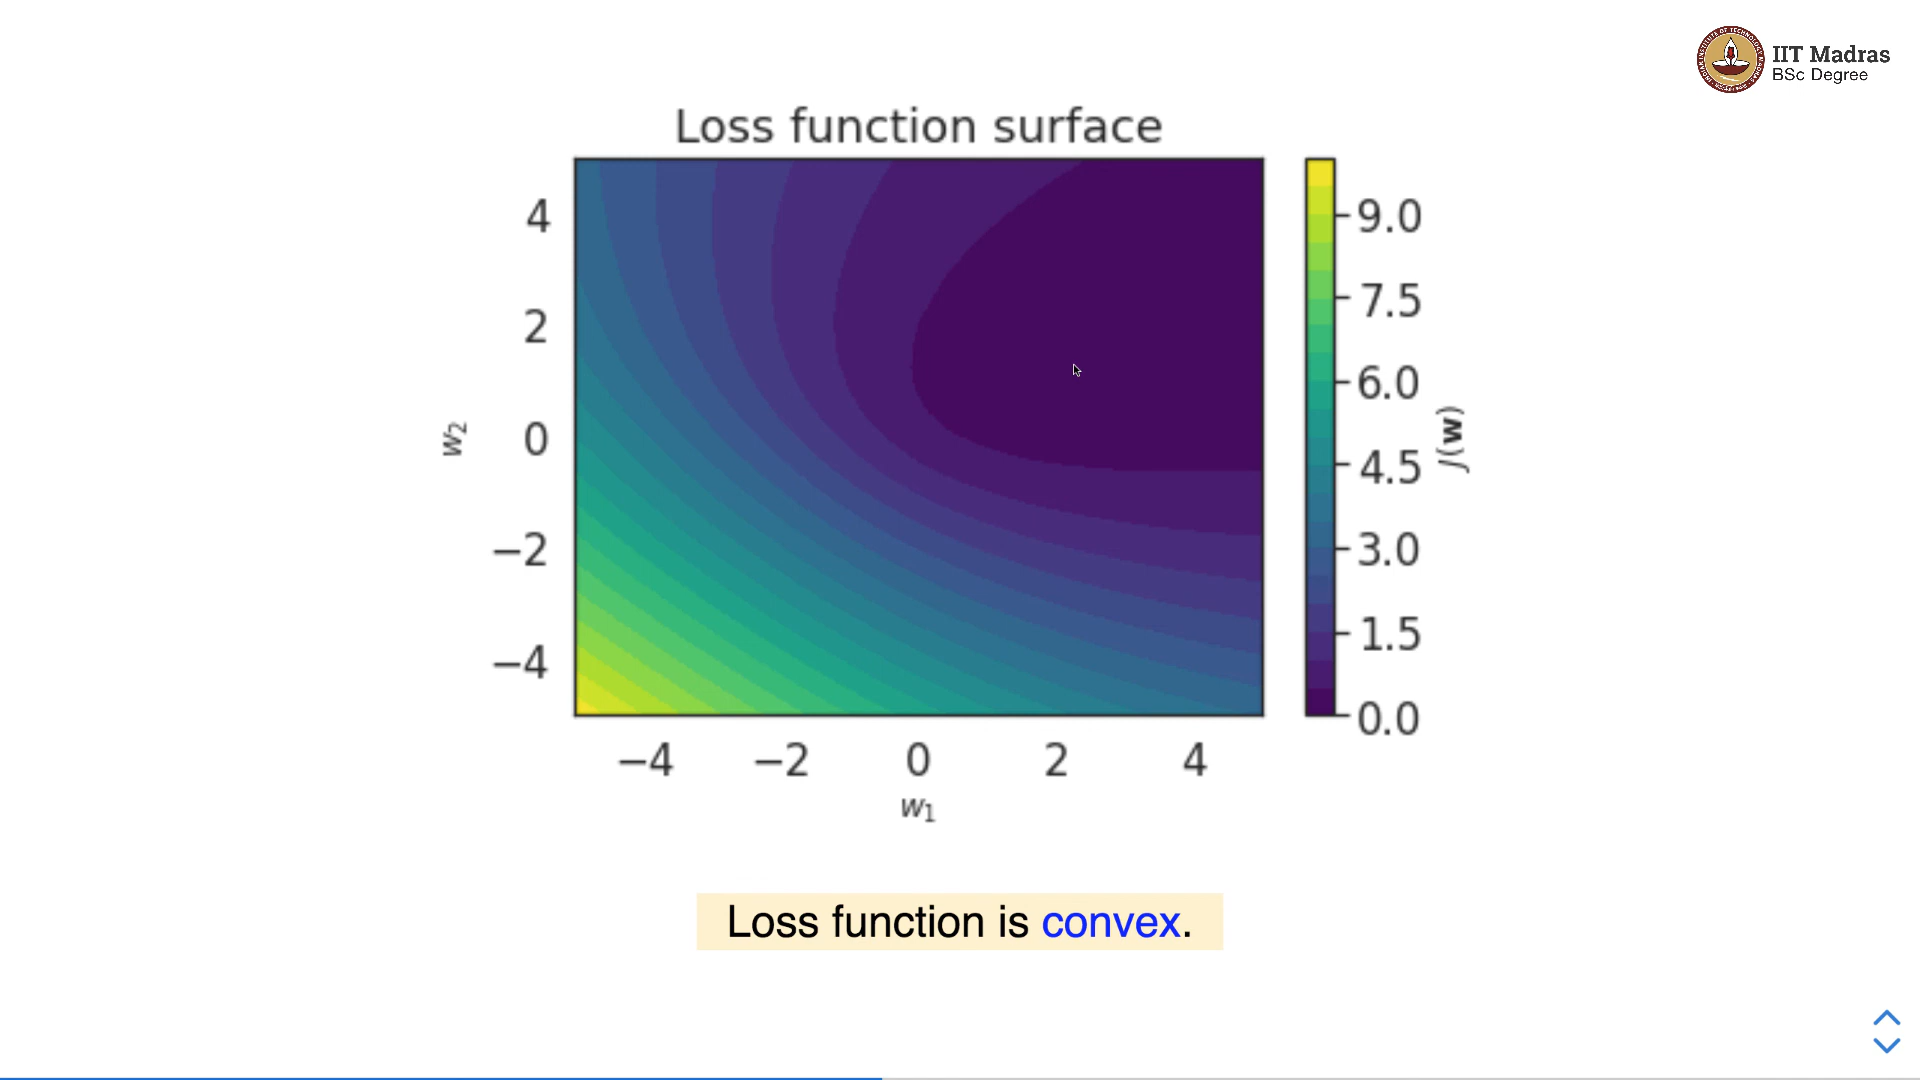 IIT Madras
BSc Degree
Loss function surface
4
2
0
−2
−4
w₂
−4
−2
0
2
4
w₁
9.0
7.5
6.0
4.5
3.0
1.5
0.0
J(w)
Loss function is convex.